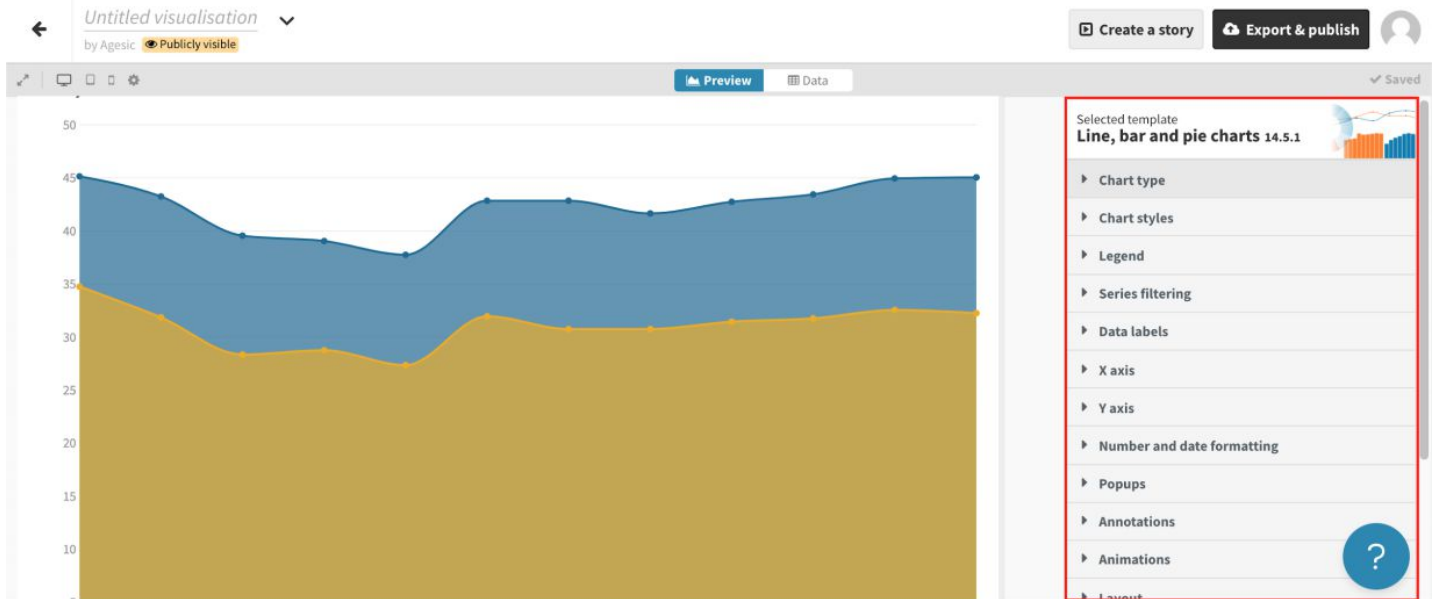 Untitled visualisation
by Agesic Publicly visible
Create a story
Export & publish
Preview
Data
Saved
50
45
40
35
30
25
20
15
10
Selected template
Line, bar and pie charts 14.5.1
Chart type
Chart styles
Legend
Series filtering
Data labels
X axis
Y axis
Number and date formatting
Popups
Annotations
Animations
Layout
?